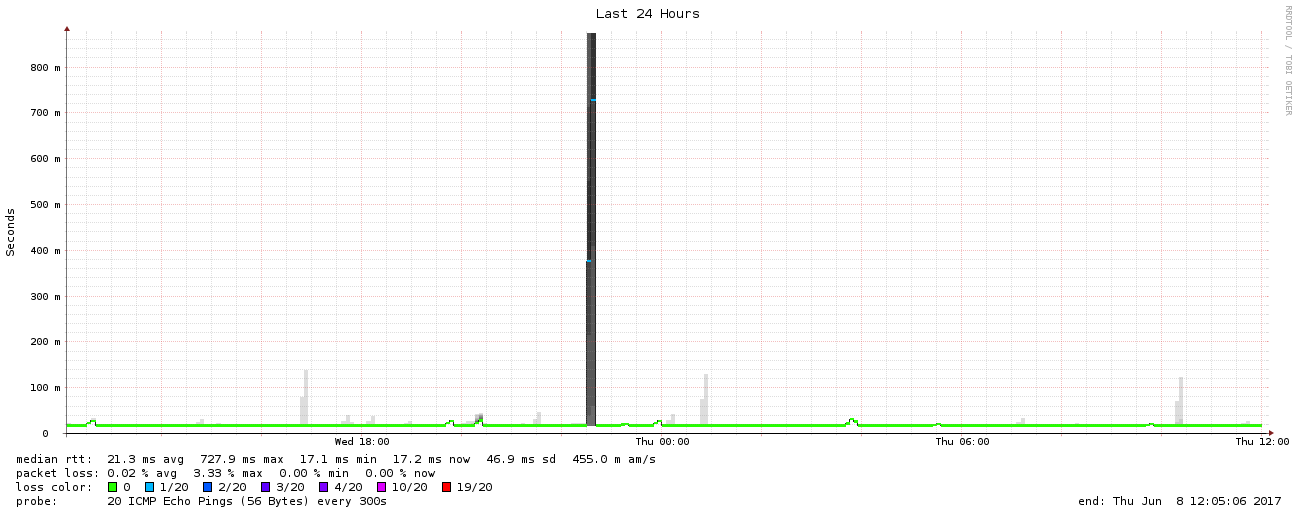 Last 24 Hours
RRDTOOL / TOBI OETIKER
Seconds
800 m
700 m
600 m
500 m
400 m
300 m
200 m
100 m
0
Wed 18:00 Thu 00:00 Thu 06:00 Thu 12:00
median rtt: 21.3 ms avg 727.9 ms max 17.1 ms min 17.2 ms now 46.9 ms sd 455.0 m am/s
packet loss: 0.02 % avg 3.33 % max 0.00 % min 0.00 % now
loss color: 0 1/20 2/20 3/20 4/20 10/20 19/20
probe: 20 ICMP Echo Pings (56 Bytes) every 300s end: Thu Jun 8 12:05:06 2017